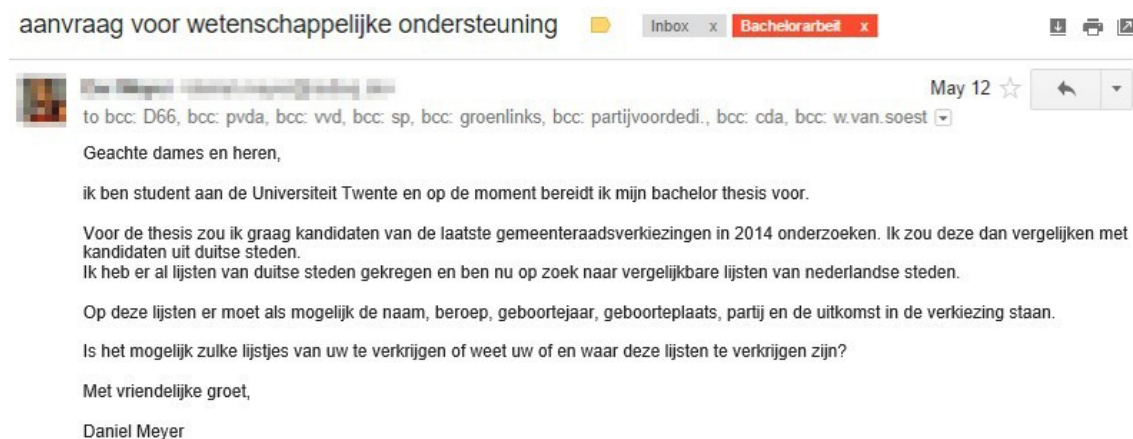 aanvraag voor wetenschappelijke ondersteuning Inbox x Bachelorarbeit x
May 12
to bcc: D66, bcc: pvda, bcc: vvd, bcc: sp, bcc: groenlinks, bcc: partijvoordedi., bcc: cda, bcc: w.van.soest
Geachte dames en heren,
ik ben student aan de Universiteit Twente en op de moment bereidt ik mijn bachelor thesis voor.
Voor de thesis zou ik graag kandidaten van de laatste gemeenteraadsverkiezingen in 2014 onderzoeken. Ik zou deze dan vergelijken met
kandidaten uit duitse steden.
Ik heb er al lijsten van duitse steden gekregen en ben nu op zoek naar vergelijkbare lijsten van nederlandse steden.
Op deze lijsten er moet als mogelijk de naam, beroep, geboortejaar, geboorteplaats, partij en de uitkomst in de verkiezing staan.
Is het mogelijk zulke lijstjes van uw te verkrijgen of weet uw of en waar deze lijsten te verkrijgen zijn?
Met vriendelijke groet,
Daniel Meyer